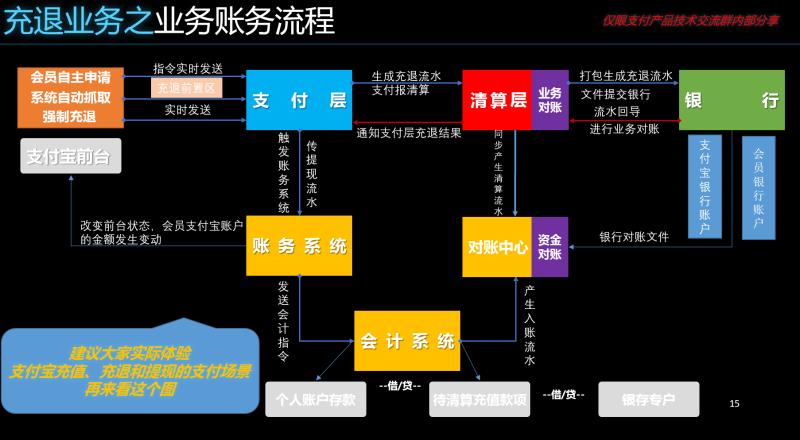 充退业务之业务账务流程
仅限支付产品技术交流群内部分享
会员自主申请
系统自动抓取
强制充退
指令实时发送
充退前置区
实时发送
支付层
生成充退流水
支付报清算
通知支付层充退结果
清算层
业务
对账
打包生成充退流水
文件提交银行
流水回导
进行业务对账
银行
支付宝前台
触发账务系统
传提现流水
同步产生清算流水
支付宝银行账户
会员银行账户
改变前台状态，会员支付宝账户
的金额发生变动
账务系统
对账中心
资金
对账
银行对账文件
发送会计指令
产生入账流水
会计系统
建议大家实际体验
支付宝充值、充退和提现的支付场景
再来看这个图
个人账户存款
--借/贷--
待清算充值款项
--借/贷--
银存专户
15